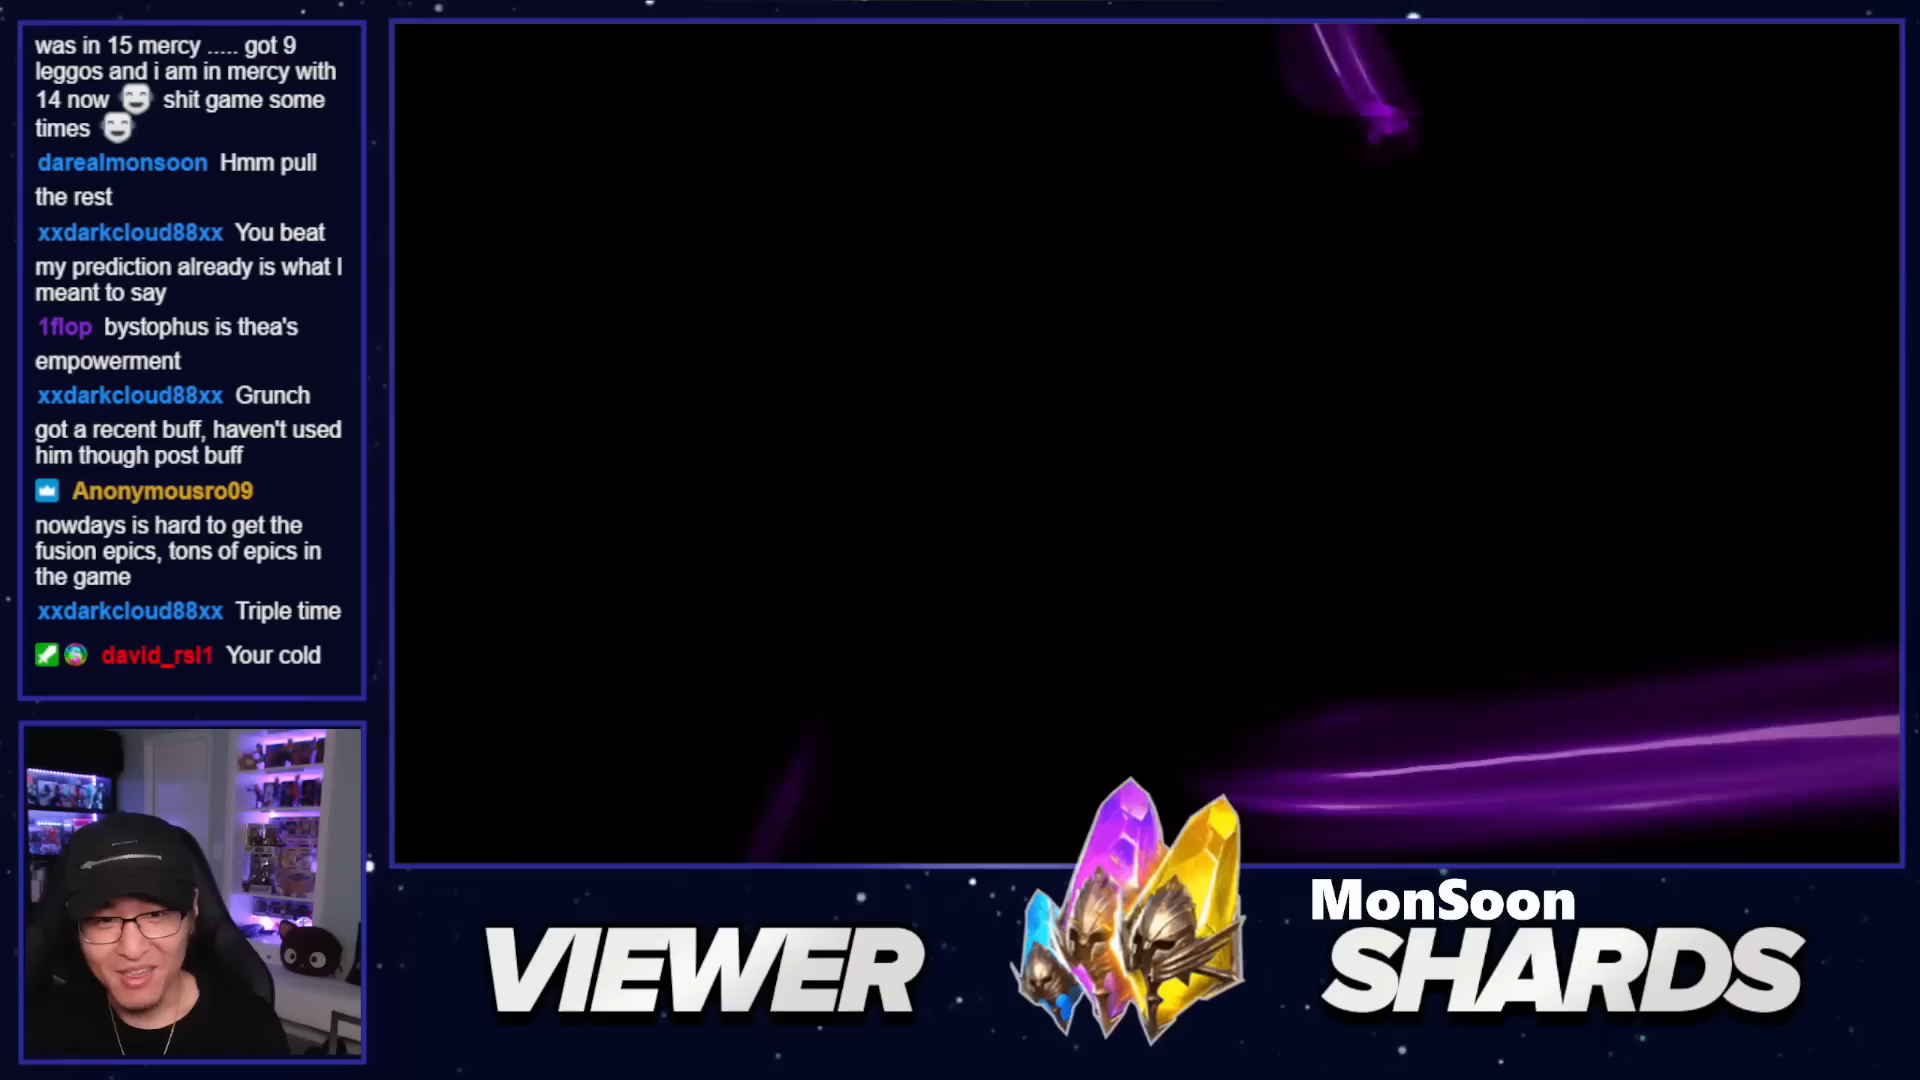 was in 15 mercy ..... got 9
leggos and i am in mercy with
14 now shit game some
times
darealmonsoon Hmm pull
the rest
xxdarkcloud88xx You beat
my prediction already is what I
meant to say
1flop bystophus is thea's
empowerment
xxdarkcloud88xx Grunch
got a recent buff, haven't used
him though post buff
Anonymousro09
nowdays is hard to get the
fusion epics, tons of epics in
the game
xxdarkcloud88xx Triple time
david_rsl1 Your cold
MonSoon
VIEWER SHARDS